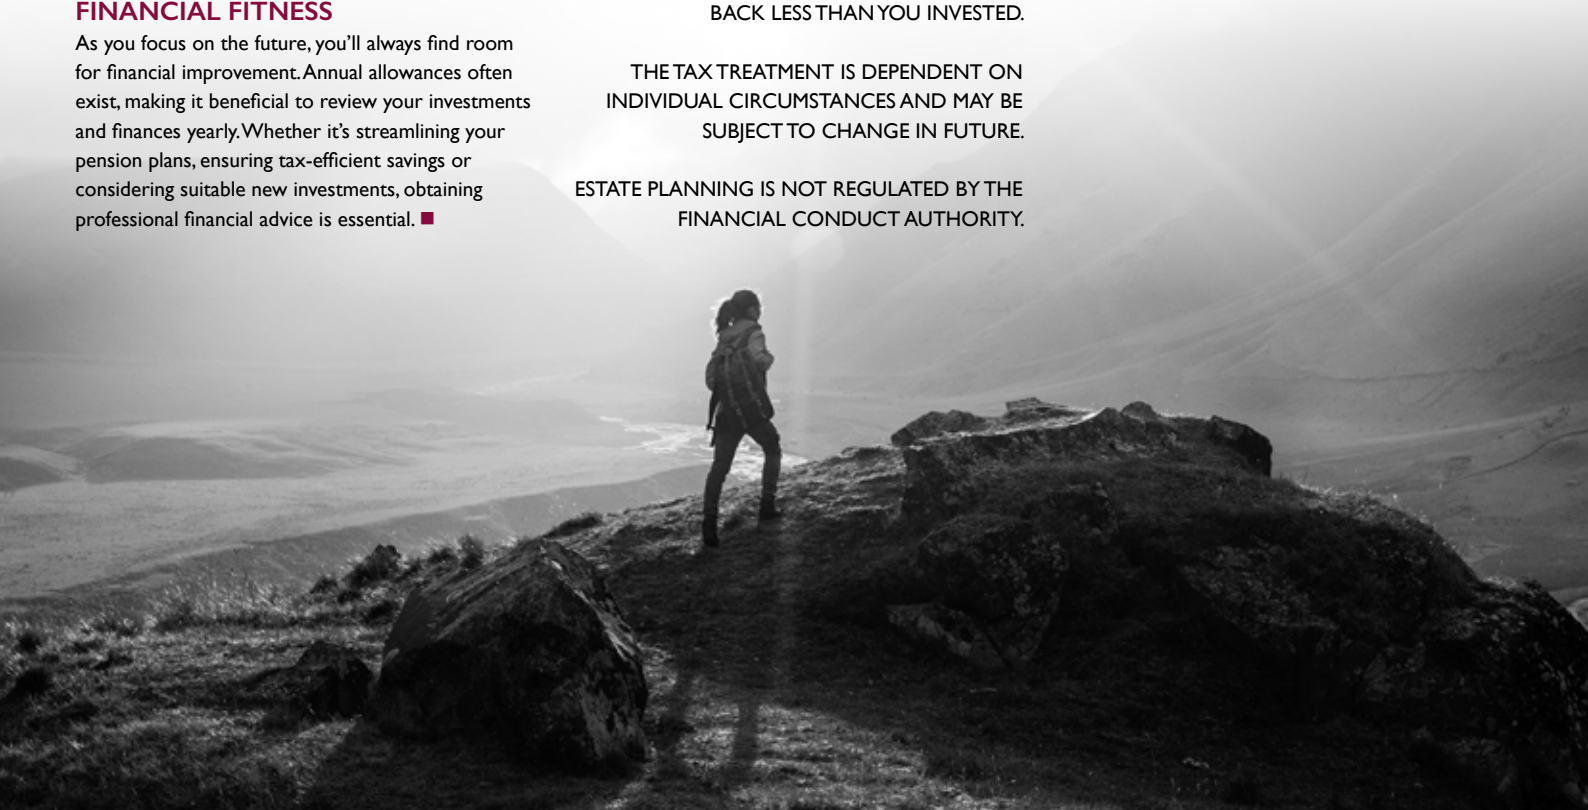 FINANCIAL FITNESS
As you focus on the future, you’ll always find room
for financial improvement. Annual allowances often
exist, making it beneficial to review your investments
and finances yearly. Whether it’s streamlining your
pension plans, ensuring tax-efficient savings or
considering suitable new investments, obtaining
professional financial advice is essential.
BACK LESS THAN YOU INVESTED.
THE TAX TREATMENT IS DEPENDENT ON
INDIVIDUAL CIRCUMSTANCES AND MAY BE
SUBJECT TO CHANGE IN FUTURE.
ESTATE PLANNING IS NOT REGULATED BY THE
FINANCIAL CONDUCT AUTHORITY.